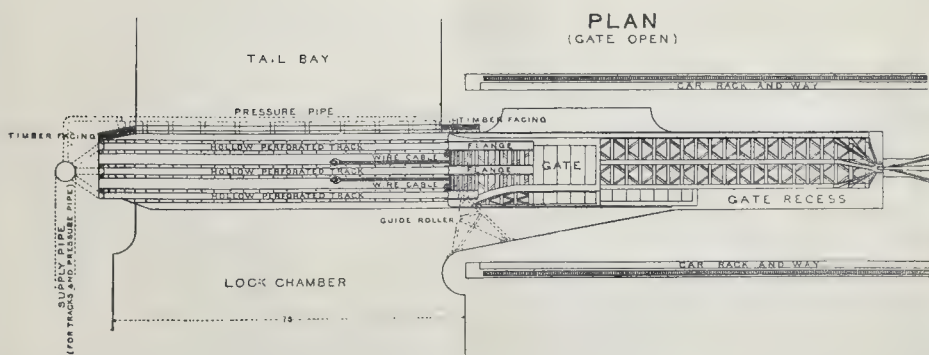 PLAN
(GATE OPEN)
TAIL BAY
CAR RACK AND WAY
PRESSURE PIPE
TIMBER FACING
TIMBER FACING
HOLLOW PERFORATED TRACK
FLANGE
WIRE CABLE
HOLLOW PERFORATED TRACK
FLANGE
GATE
WIRE CABLE
HOLLOW PERFORATED TRACK
GATE RECESS
GUIDE ROLLER
SUPPLY PIPE
(FOR TRACKS AND PRESSURE PIPE)
CAR RACK AND WAY
LOCK CHAMBER
75